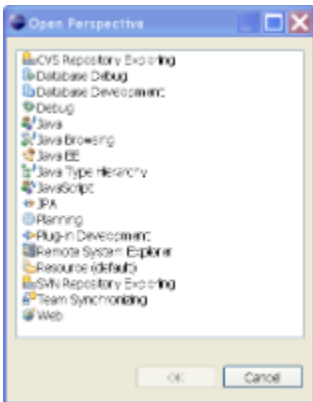 Open Perspective
CVS Repository Exploring
Database Debug
Database Development
Debug
Java
Java Browsing
Java EE
Java Type Hierarchy
JavaScript
JPA
Planning
Plug-in Development
Remote System Explorer
Resource (default)
SVN Repository Exploring
Team Synchronizing
Web
OK
Cancel